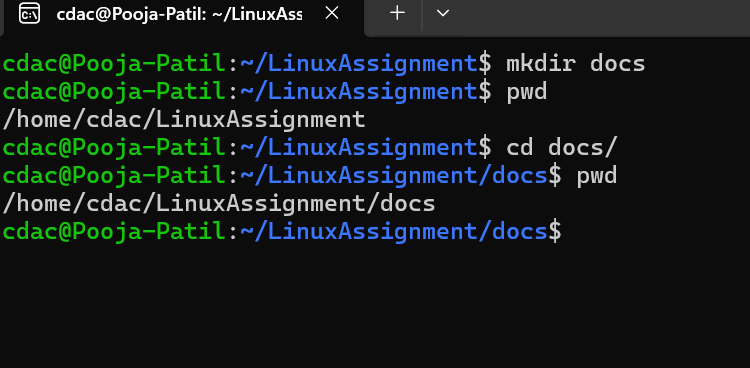 cdac@Pooja-Patil: ~/LinuxAss
cdac@Pooja-Patil:~/LinuxAssignment$ mkdir docs
cdac@Pooja-Patil:~/LinuxAssignment$ pwd
/home/cdac/LinuxAssignment
cdac@Pooja-Patil:~/LinuxAssignment$ cd docs/
cdac@Pooja-Patil:~/LinuxAssignment/docs$ pwd
/home/cdac/LinuxAssignment/docs
cdac@Pooja-Patil:~/LinuxAssignment/docs$